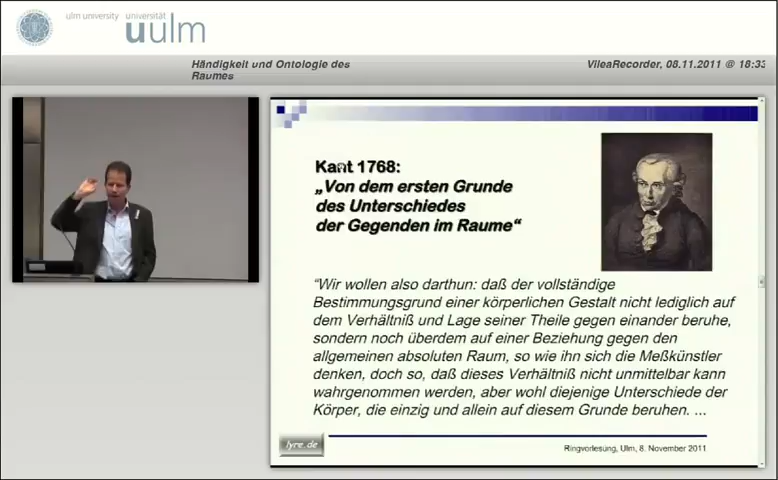 ulm university universität
uulm
Händigkeit und Ontologie des
Raumes
VileaRecorder, 08.11.2011 @ 18:33
Kant 1768:
„Von dem ersten Grunde
des Unterschiedes
der Gegenden im Raume“
“Wir wollen also darthun: daß der vollständige
Bestimmungsgrund einer körperlichen Gestalt nicht lediglich auf
dem Verhältniß und Lage seiner Theile gegen einander beruhe,
sondern noch überdem auf einer Beziehung gegen den
allgemeinen absoluten Raum, so wie ihn sich die Meßkünstler
denken, doch so, daß dieses Verhältniß nicht unmittelbar kann
wahrgenommen werden, aber wohl diejenige Unterschiede der
Körper, die einzig und allein auf diesem Grunde beruhen. ...
lyre.de
Ringvorlesung, Ulm, 8. November 2011